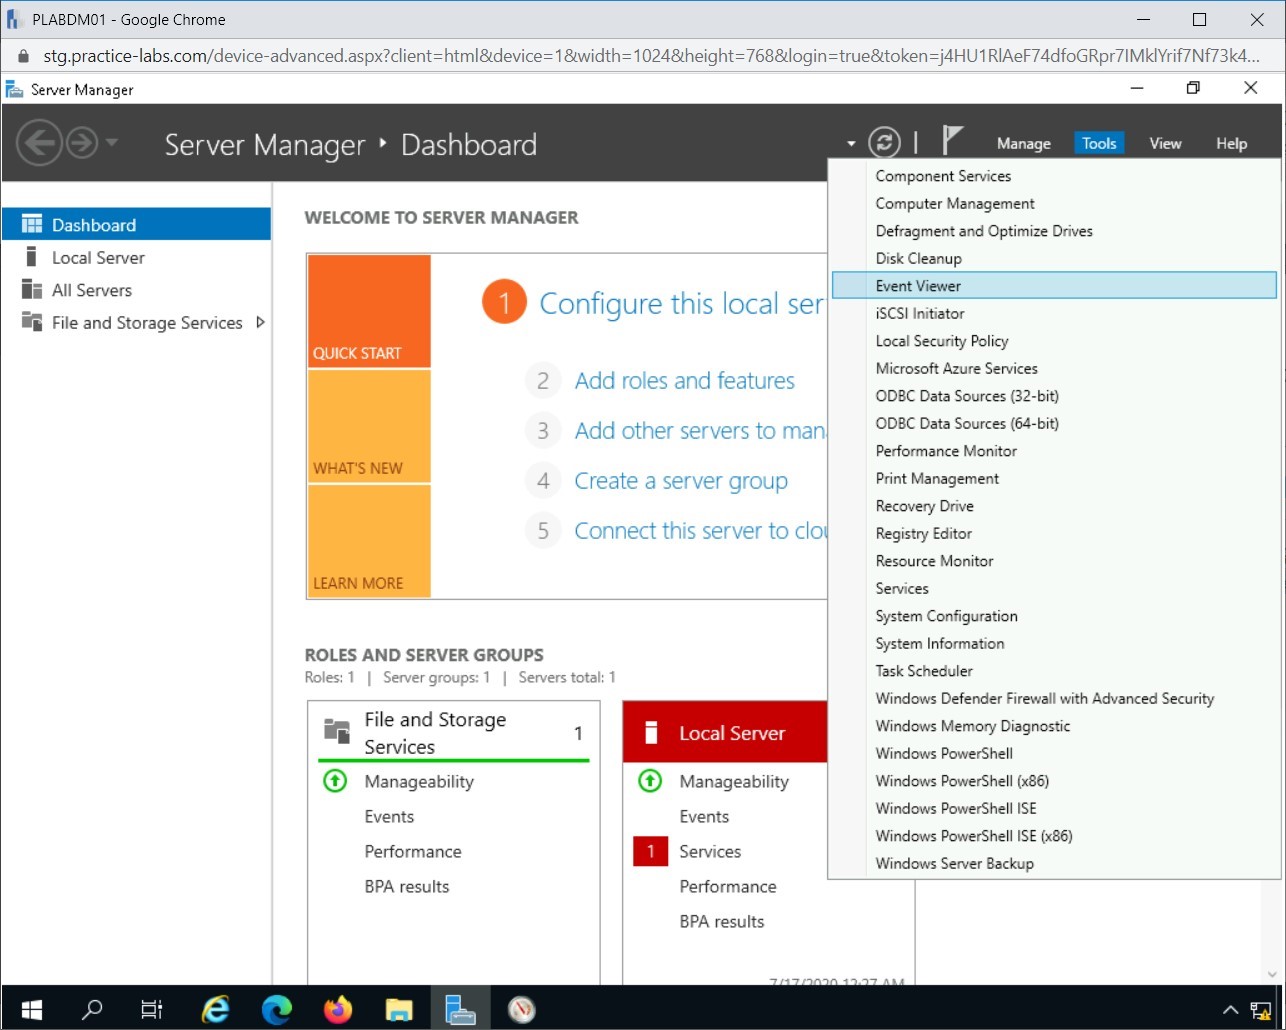 PLABDM01 - Google Chrome
stg.practice-labs.com/device-advanced.aspx?client=html&device=1&width=1024&height=768&login=true&token=j4HU1RlAeF74dfoGRpr7IMklYrif7Nf73k4...
Server Manager
Server Manager Dashboard
Manage Tools View Help
Dashboard
Local Server
All Servers
File and Storage Services
WELCOME TO SERVER MANAGER
QUICK START
WHAT'S NEW
LEARN MORE
1 Configure this local ser
2 Add roles and features
3 Add other servers to man
4 Create a server group
5 Connect this server to clou
ROLES AND SERVER GROUPS
Roles: 1 | Server groups: 1 | Servers total: 1
File and Storage
Services 1
Manageability
Events
Performance
BPA results
Local Server
Manageability
Events
1 Services
Performance
BPA results
7/17/2020 12:27 AM
Component Services
Computer Management
Defragment and Optimize Drives
Disk Cleanup
Event Viewer
iSCSI Initiator
Local Security Policy
Microsoft Azure Services
ODBC Data Sources (32-bit)
ODBC Data Sources (64-bit)
Performance Monitor
Print Management
Recovery Drive
Registry Editor
Resource Monitor
Services
System Configuration
System Information
Task Scheduler
Windows Defender Firewall with Advanced Security
Windows Memory Diagnostic
Windows PowerShell
Windows PowerShell (x86)
Windows PowerShell ISE
Windows PowerShell ISE (x86)
Windows Server Backup